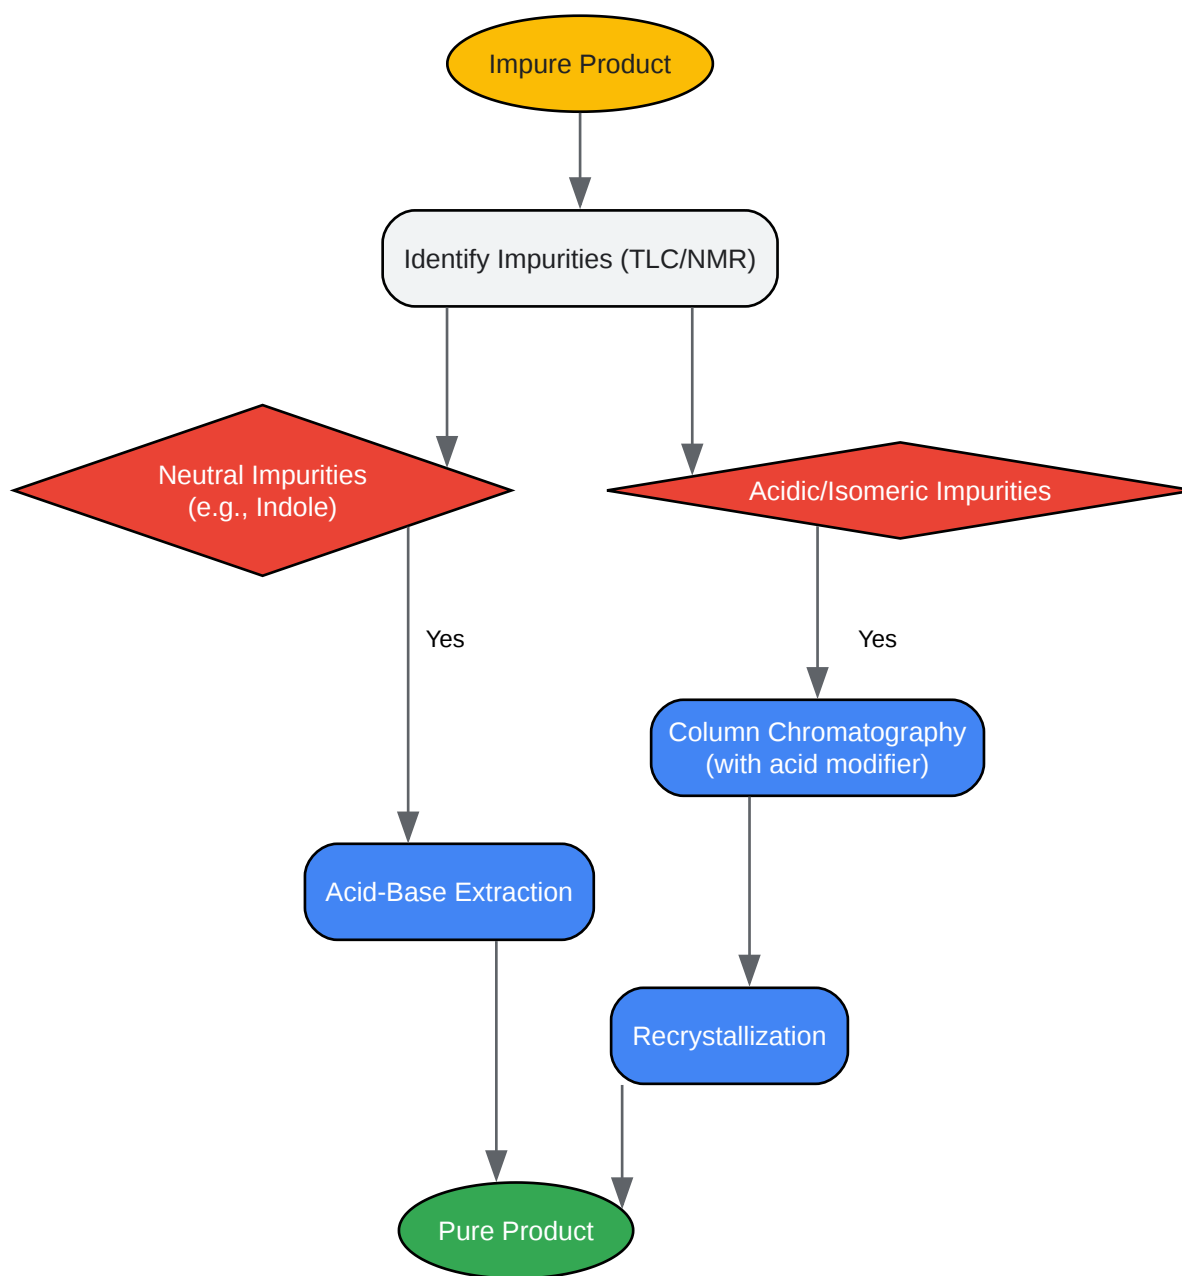 Impure Product
Identify Impurities (TLC/NMR)
Neutral Impurities
(e.g., Indole)
Acidic/Isomeric Impurities
Yes
Yes
Column Chromatography
(with acid modifier)
Acid-Base Extraction
Recrystallization
Pure Product